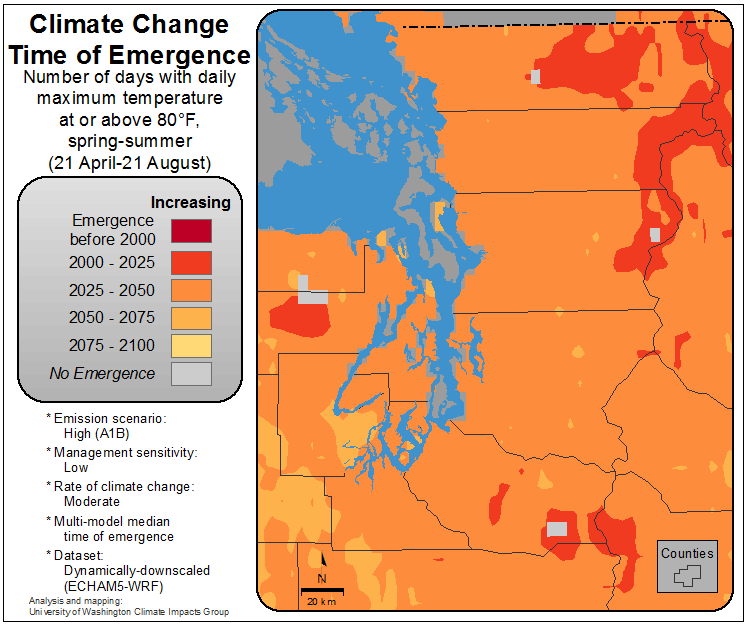 Climate Change
Time of Emergence
Number of days with daily
maximum temperature
at or above 80°F,
spring-summer
(21 April-21 August)
Increasing
Emergence
before 2000
2000 - 2025
2025 - 2050
2050 - 2075
2075 - 2100
No Emergence
* Emission scenario:
High (A1B)
* Management sensitivity:
Low
* Rate of climate change:
Moderate
* Multi-model median
time of emergence
* Dataset:
Dynamically-downscaled
(ECHAM5-WRF)
Analysis and mapping:
University of Washington Climate Impacts Group
N
20 km
Counties